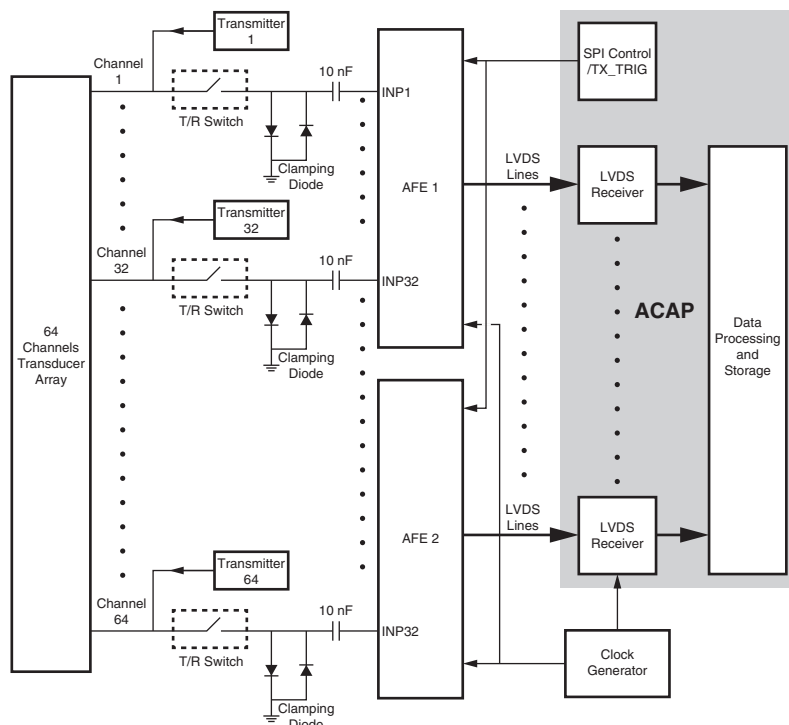 Transmitter
1
Channel
1
10 nF
INP1
T/R Switch
Clamping
Diode
AFE 1
SPI Control
/TX_TRIG
LVDS
Lines
LVDS
Receiver
Transmitter
32
Channel
32
10 nF
INP32
T/R Switch
Clamping
Diode
64
Channels
Transducer
Array
ACAP
Data
Processing
and
Storage
AFE 2
LVDS
Lines
LVDS
Receiver
Transmitter
64
Channel
64
10 nF
INP32
T/R Switch
Clamping
Diode
Clock
Generator